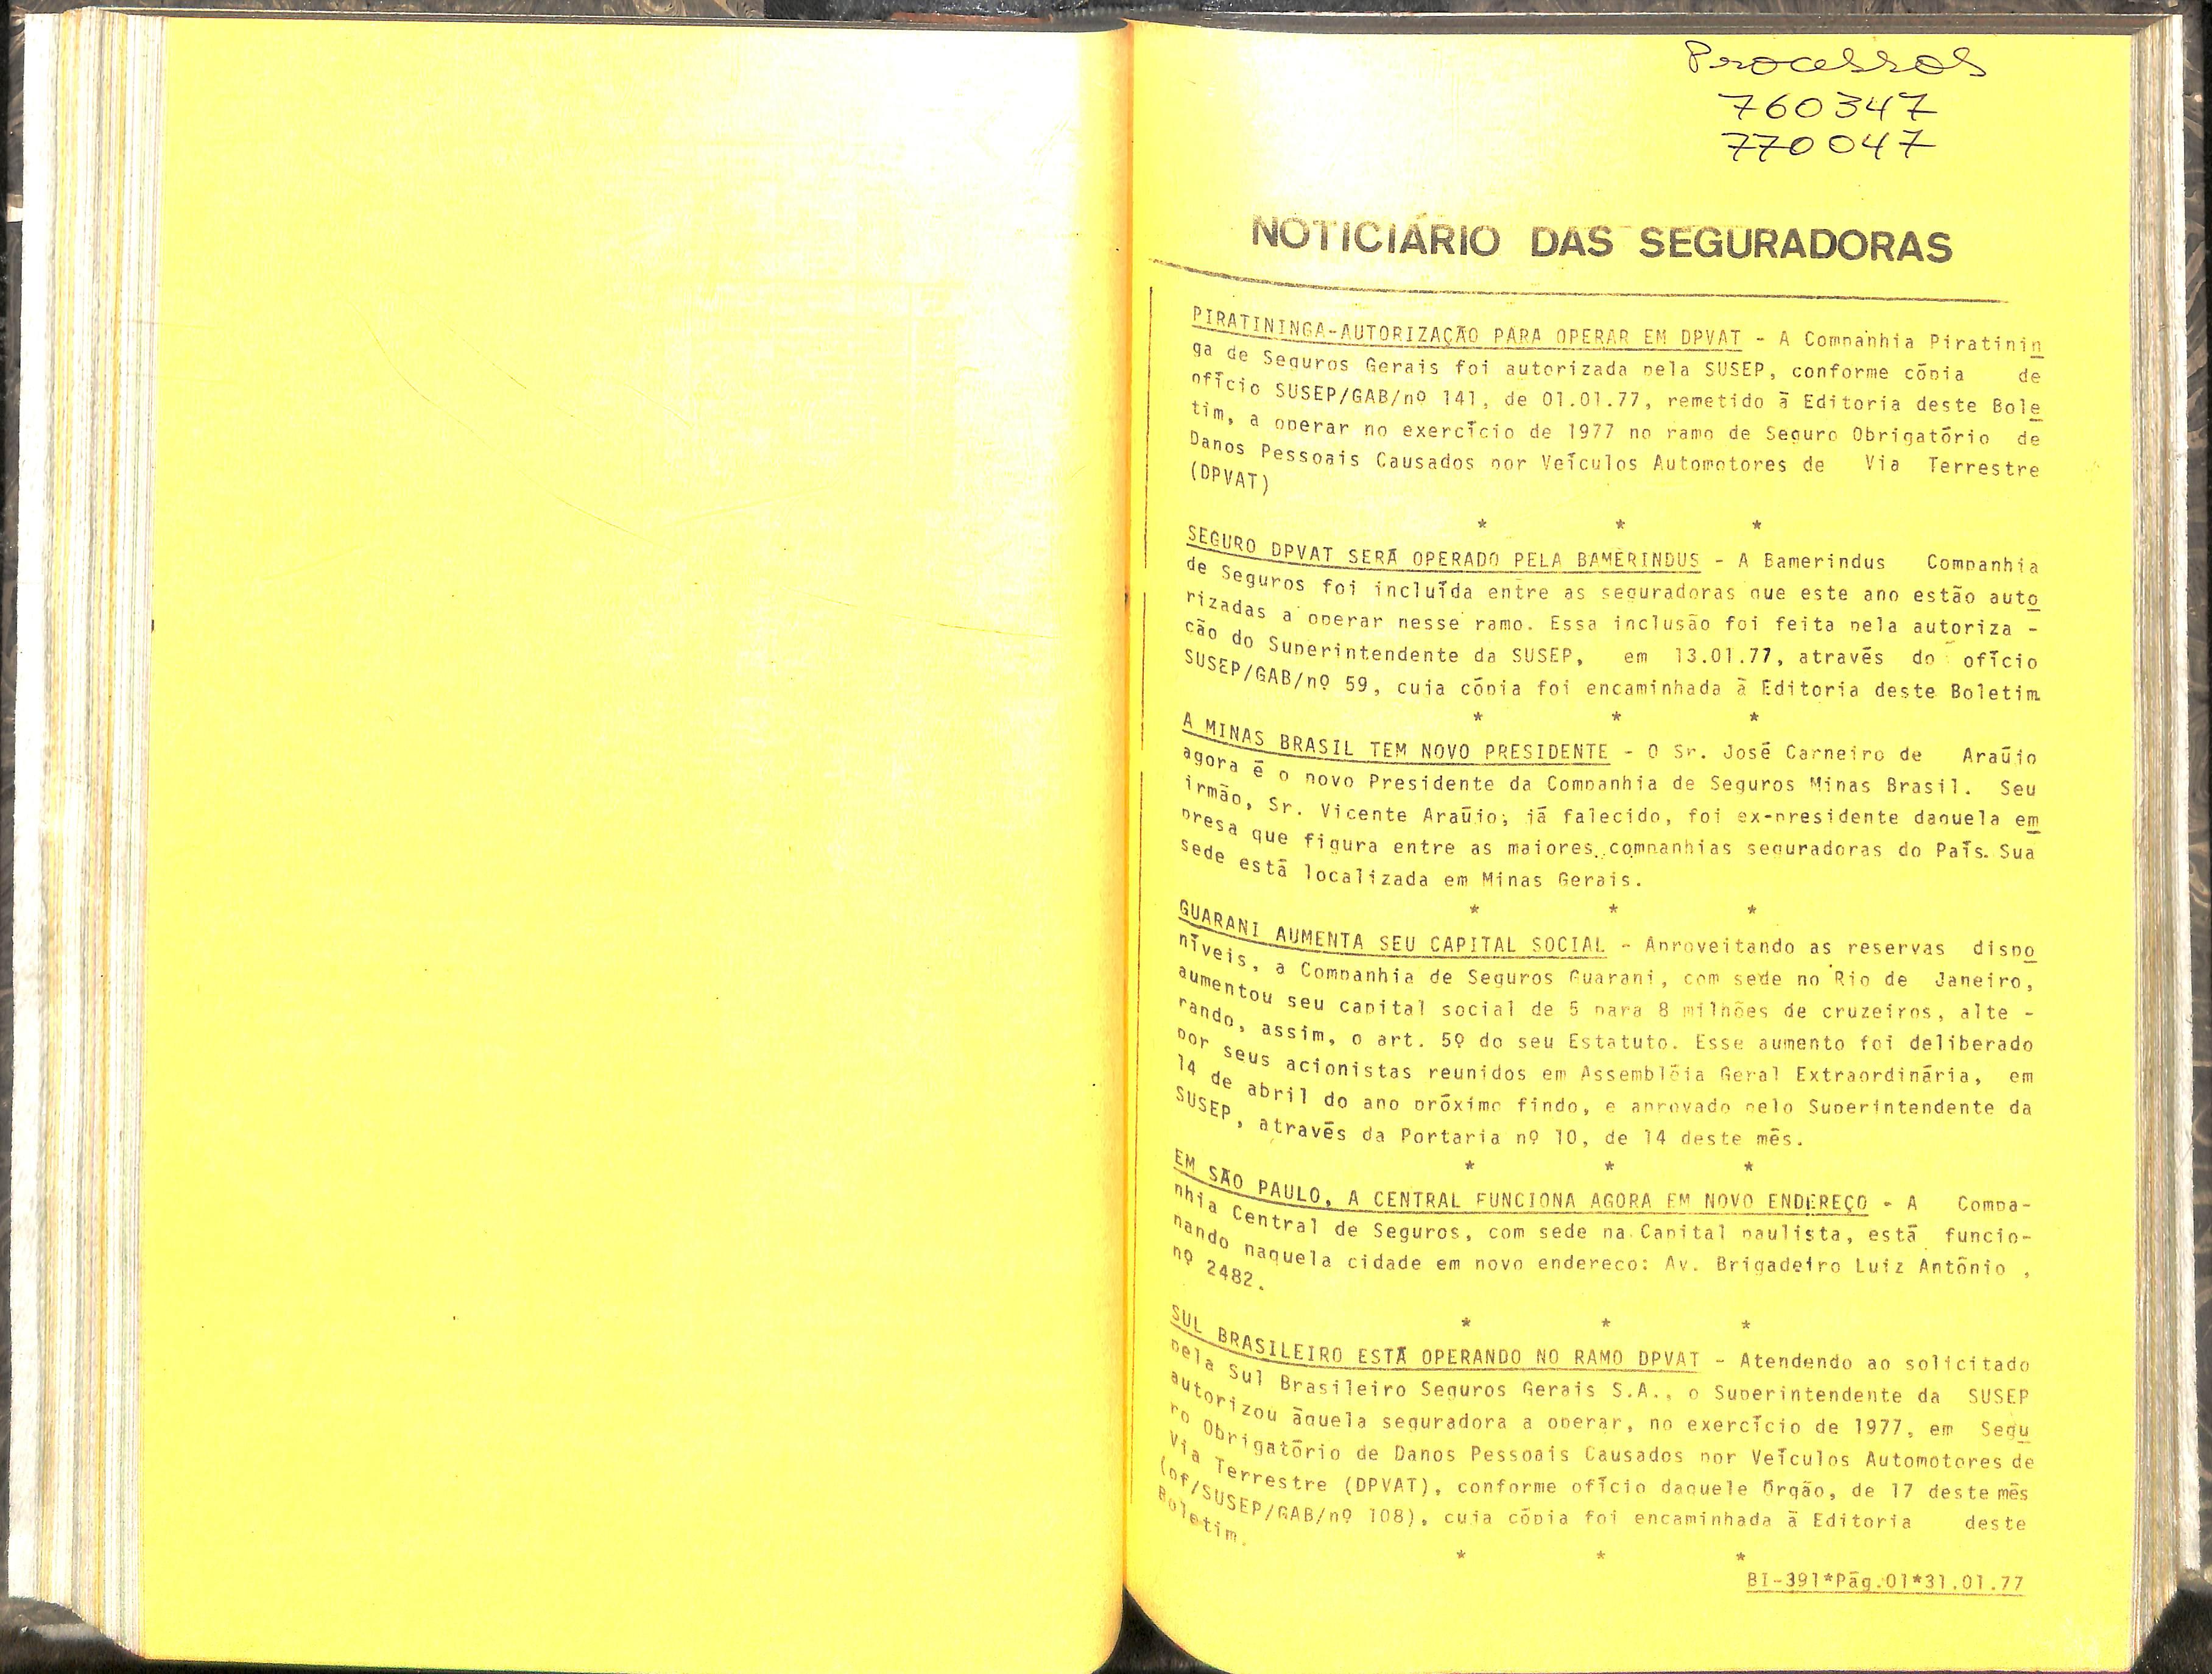 Processos
760347
770047
NOTICIÁRIO DAS SEGURADORAS
PIRATININGA-AUTORIZAÇÃO PARA OPERAR EM DPVAT - A Companhia Piratinin
ga de Seguros Gerais foi autorizada pela SUSEP, conforme cópia de
ofício SUSEP/GAB/nº 141, de 01.01.77, remetido à Editoria deste Bole
tim, a operar no exercício de 1977 no ramo de Seguro Obrigatório de
Danos Pessoais Causados por Veículos Automotores de Via Terrestre
(DPVAT)
* * *
SEGURO DPVAT SERÁ OPERADO PELA BAMERINDUS - A Bamerindus Companhia
de Seguros foi incluída entre as seguradoras que este ano estão auto
rizadas a operar nesse ramo. Essa inclusão foi feita pela autoriza -
ção do Superintendente da SUSEP, em 13.01.77, através do ofício
SUSEP/GAB/nº 59, cuja cópia foi encaminhada à Editoria deste Boletim.
* * *
A MINAS BRASIL TEM NOVO PRESIDENTE - O Sr. José Carneiro de Araújo
agora é o novo Presidente da Companhia de Seguros Minas Brasil. Seu
irmão, Sr. Vicente Araújo, já falecido, foi ex-presidente daquela em
presa que figura entre as maiores companhias seguradoras do País. Sua
sede está localizada em Minas Gerais.
* * *
GUARANI AUMENTA SEU CAPITAL SOCIAL - Aproveitando as reservas dispo
níveis, a Companhia de Seguros Guarani, com sede no Rio de Janeiro,
aumentou seu capital social de 5 para 8 milhões de cruzeiros, alte -
rando, assim, o art. 5º do seu Estatuto. Esse aumento foi deliberado
por seus acionistas reunidos em Assembléia Geral Extraordinária, em
14 de abril do ano próximo findo, e aprovado pelo Superintendente da
SUSEP, através da Portaria nº 10, de 14 deste mês.
* * *
EM SÃO PAULO, A CENTRAL FUNCIONA AGORA EM NOVO ENDEREÇO - A Compa-
nhia Central de Seguros, com sede na Capital paulista, está funcio-
nando naquela cidade em novo endereço: Av. Brigadeiro Luiz Antônio ,
nº 2482.
* * *
SUL BRASILEIRO ESTÁ OPERANDO NO RAMO DPVAT - Atendendo ao solicitado
pela Sul Brasileiro Seguros Gerais S.A., o Superintendente da SUSEP
autorizou àquela seguradora a operar, no exercício de 1977, em Segu
ro Obrigatório de Danos Pessoais Causados por Veículos Automotores de
Via Terrestre (DPVAT), conforme ofício daquele Órgão, de 17 deste mês
(of/SUSEP/GAB/nº 108), cuja cópia foi encaminhada à Editoria deste
Boletim.
* * *
BI-391*Pág.01*31.01.77